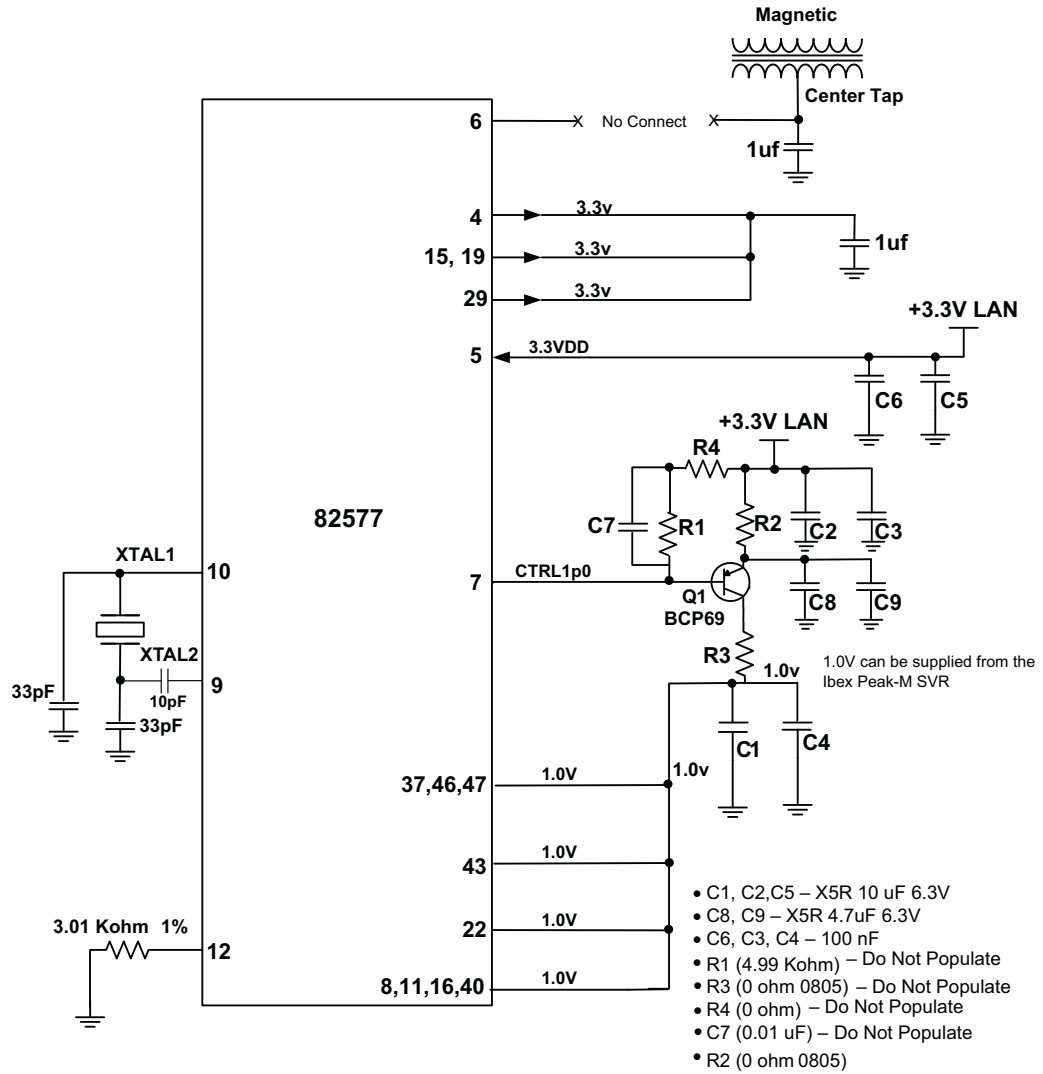 Magnetic
Center Tap
6
X No Connect X
1uf
4
3.3v
1uf
15, 19
3.3v
29
3.3v
+3.3V LAN
5
3.3VDD
C6
C5
+3.3V LAN
R4
82577
C7
R1
R2
C2
C3
XTAL1
10
7
CTRL1p0
Q1
BCP69
C8
C9
XTAL2
9
10pF
33pF
33pF
R3
1.0v
1.0V can be supplied from the
Ibex Peak-M SVR
C1
C4
1.0v
37,46,47
1.0V
43
1.0V
22
1.0V
8,11,16,40
1.0V
3.01 Kohm 1%
12
• C1, C2,C5 – X5R 10 uF 6.3V
• C8, C9 – X5R 4.7uF 6.3V
• C6, C3, C4 – 100 nF
• R1 (4.99 Kohm) – Do Not Populate
• R3 (0 ohm 0805) – Do Not Populate
• R4 (0 ohm) – Do Not Populate
• C7 (0.01 uF) – Do Not Populate
• R2 (0 ohm 0805)